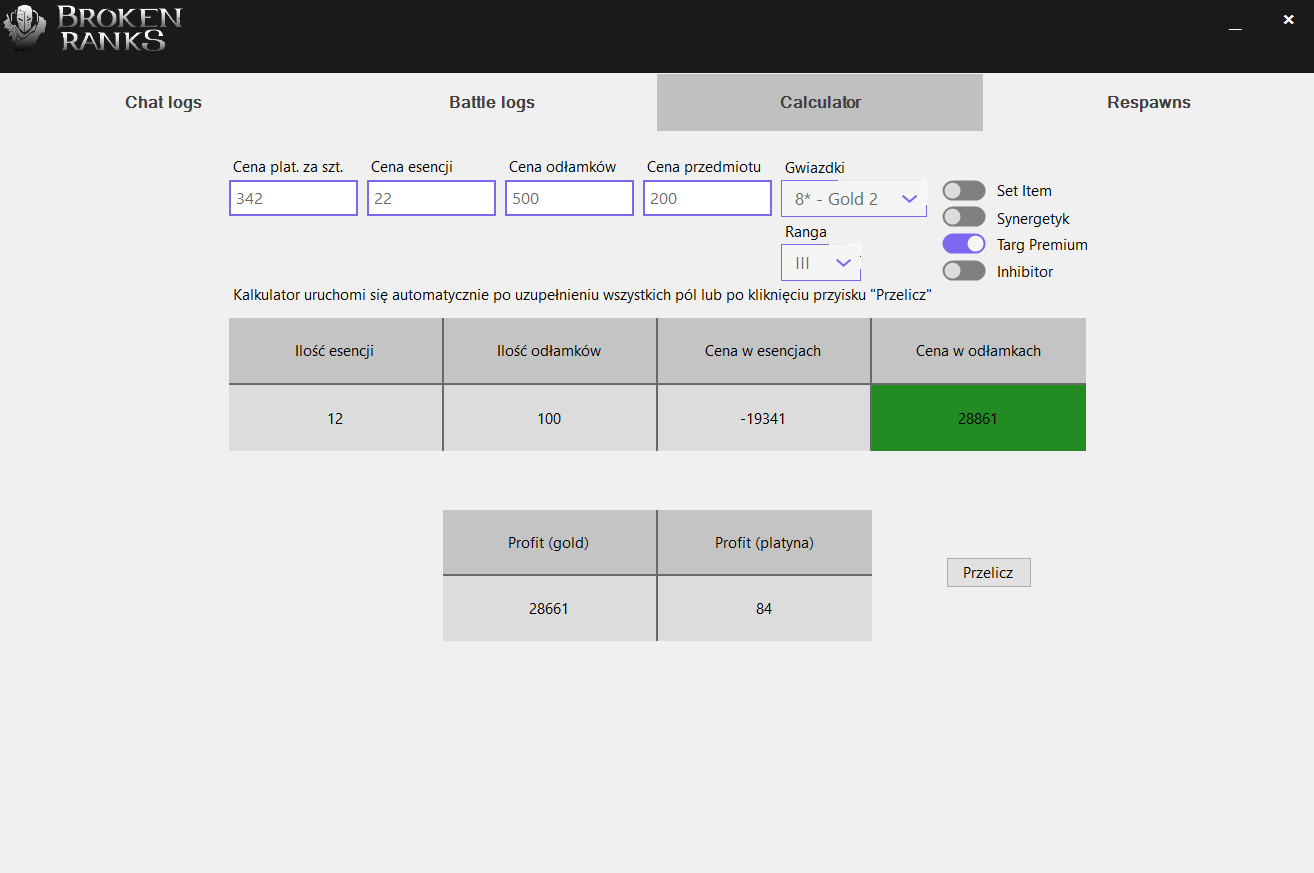 BROKEN
RANKS
Chat logs
Battle logs
Calculator
Respawns
Cena plat. za szt.
Cena esencji
Cena odłamków
Cena przedmiotu
Gwiazdki
342
22
500
200
8* - Gold 2
Set Item
Synergetyk
Ranga
Targ Premium
III
Inhibitor
Kalkulator uruchomi się automatycznie po uzupełnieniu wszystkich pól lub po kliknięciu przyisku "Przelicz"
Ilość esencji
Ilość odłamków
Cena w esencjach
Cena w odłamkach
12
100
-19341
28861
Profit (gold)
Profit (platyna)
28661
84
Przelicz